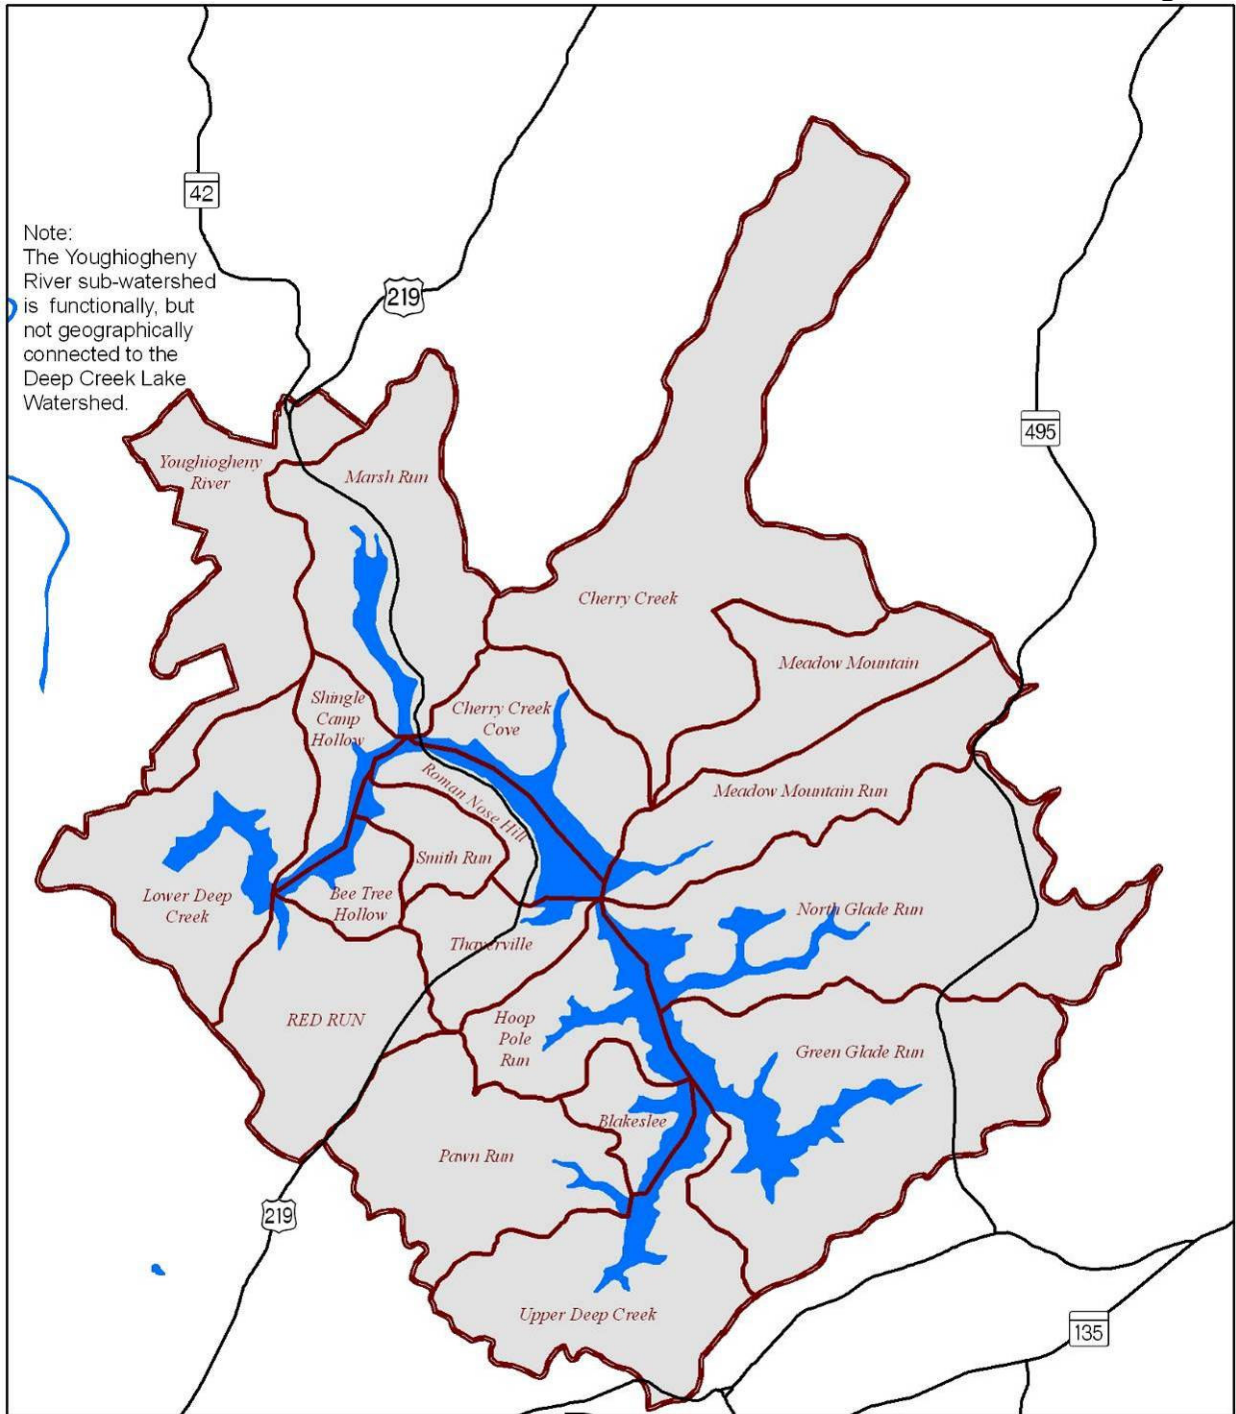 42
219
Note:
The Youghiogheny
River sub-watershed
is functionally, but
not geographically
connected to the
Deep Creek Lake
Watershed.
495
Youghiogheny
River
Marsh Run
Cherry Creek
Meadow Mountain
Shingle
Camp
Hollow
Cherry Creek
Cove
Roman Nose Hill
Meadow Mountain Run
Smith Run
Lower Deep
Creek
Bee Tree
Hollow
North Glade Run
Thayerville
RED RUN
Hoop
Pole
Run
Green Glade Run
Blakeslee
Pawn Run
219
Upper Deep Creek
135